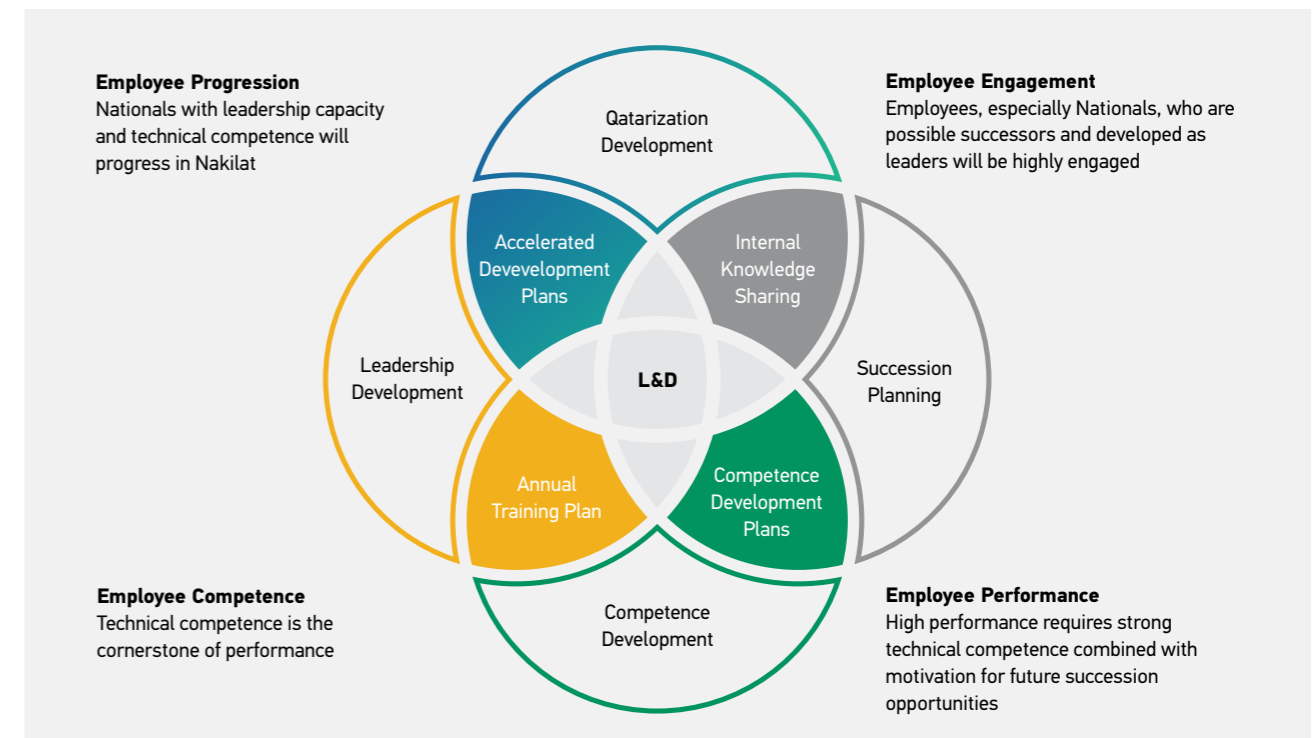 Employee Progression
Nationals with leadership capacity
and technical competence will
progress in Nakilat
Qatarization
Development
Employee Engagement
Employees, especially Nationals, who are
possible successors and developed as
leaders will be highly engaged
Accelerated
Devevelopment
Plans
Internal
Knowledge
Sharing
Leadership
Development
L&D
Succession
Planning
Annual
Training Plan
Competence
Development
Plans
Employee Competence
Technical competence is the
cornerstone of performance
Competence
Development
Employee Performance
High performance requires strong
technical competence combined with
motivation for future succession
opportunities